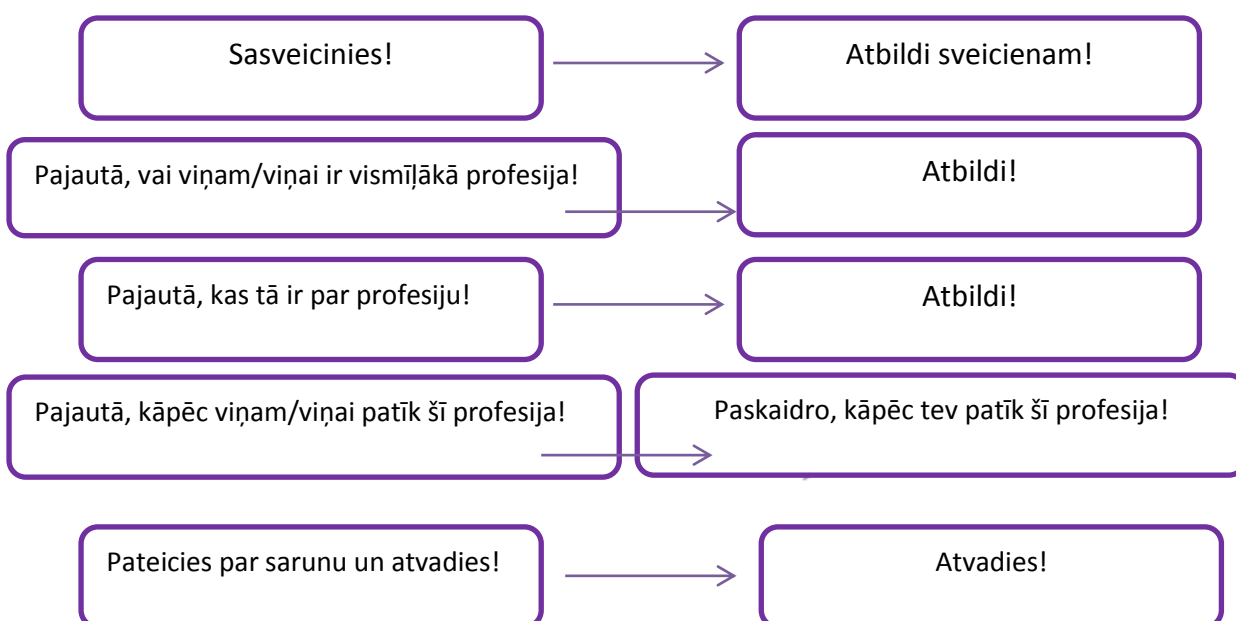 Sasveicinies!
Atbildi sveicienam!
Pajautā, vai viņam/viņai ir vismīļākā profesija!
Atbildi!
Pajautā, kas tā ir par profesiju!
Atbildi!
Pajautā, kāpēc viņam/viņai patīk šī profesija!
Paskaidro, kāpēc tev patīk šī profesija!
Pateicies par sarunu un atvadies!
Atvadies!